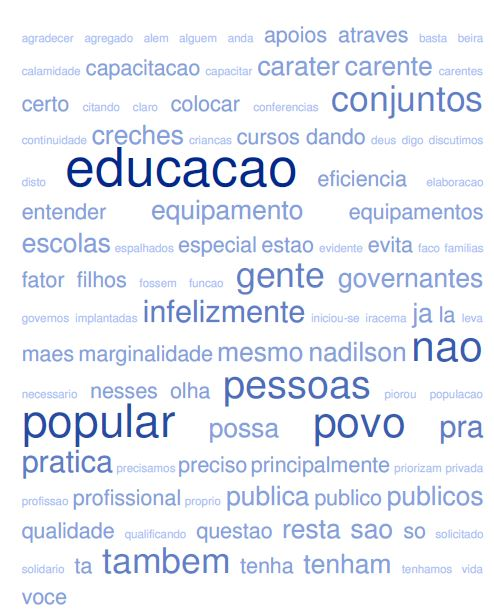 agradecer agregado alem alguem anda apoios atraves basta beira
calamidade capacitacao capacitar carater carente carentes
certo citando claro colocar conferencias conjuntos
continuidade creches criancas cursos dando deus digo discutimos
disto educacao eficiencia elaboracao
entender equipamento equipamentos
escolas espalhados especial estao evidente evita faco familias
fator filhos fossem funcao gente governantes
governos implantadas infelizmente iniciou-se iracema ja la leva
maes marginalidade mesmo nadilson nao
necessario nesses olha pessoas piorou populacao
popular possa povo pra
pratica precisamos preciso principalmente priorizam privada
profissao profissional proprio publica publico publicos
qualidade qualificando questao resta sao so solicitado
solidario ta tambem tenha tenham tenhamos vida
voce